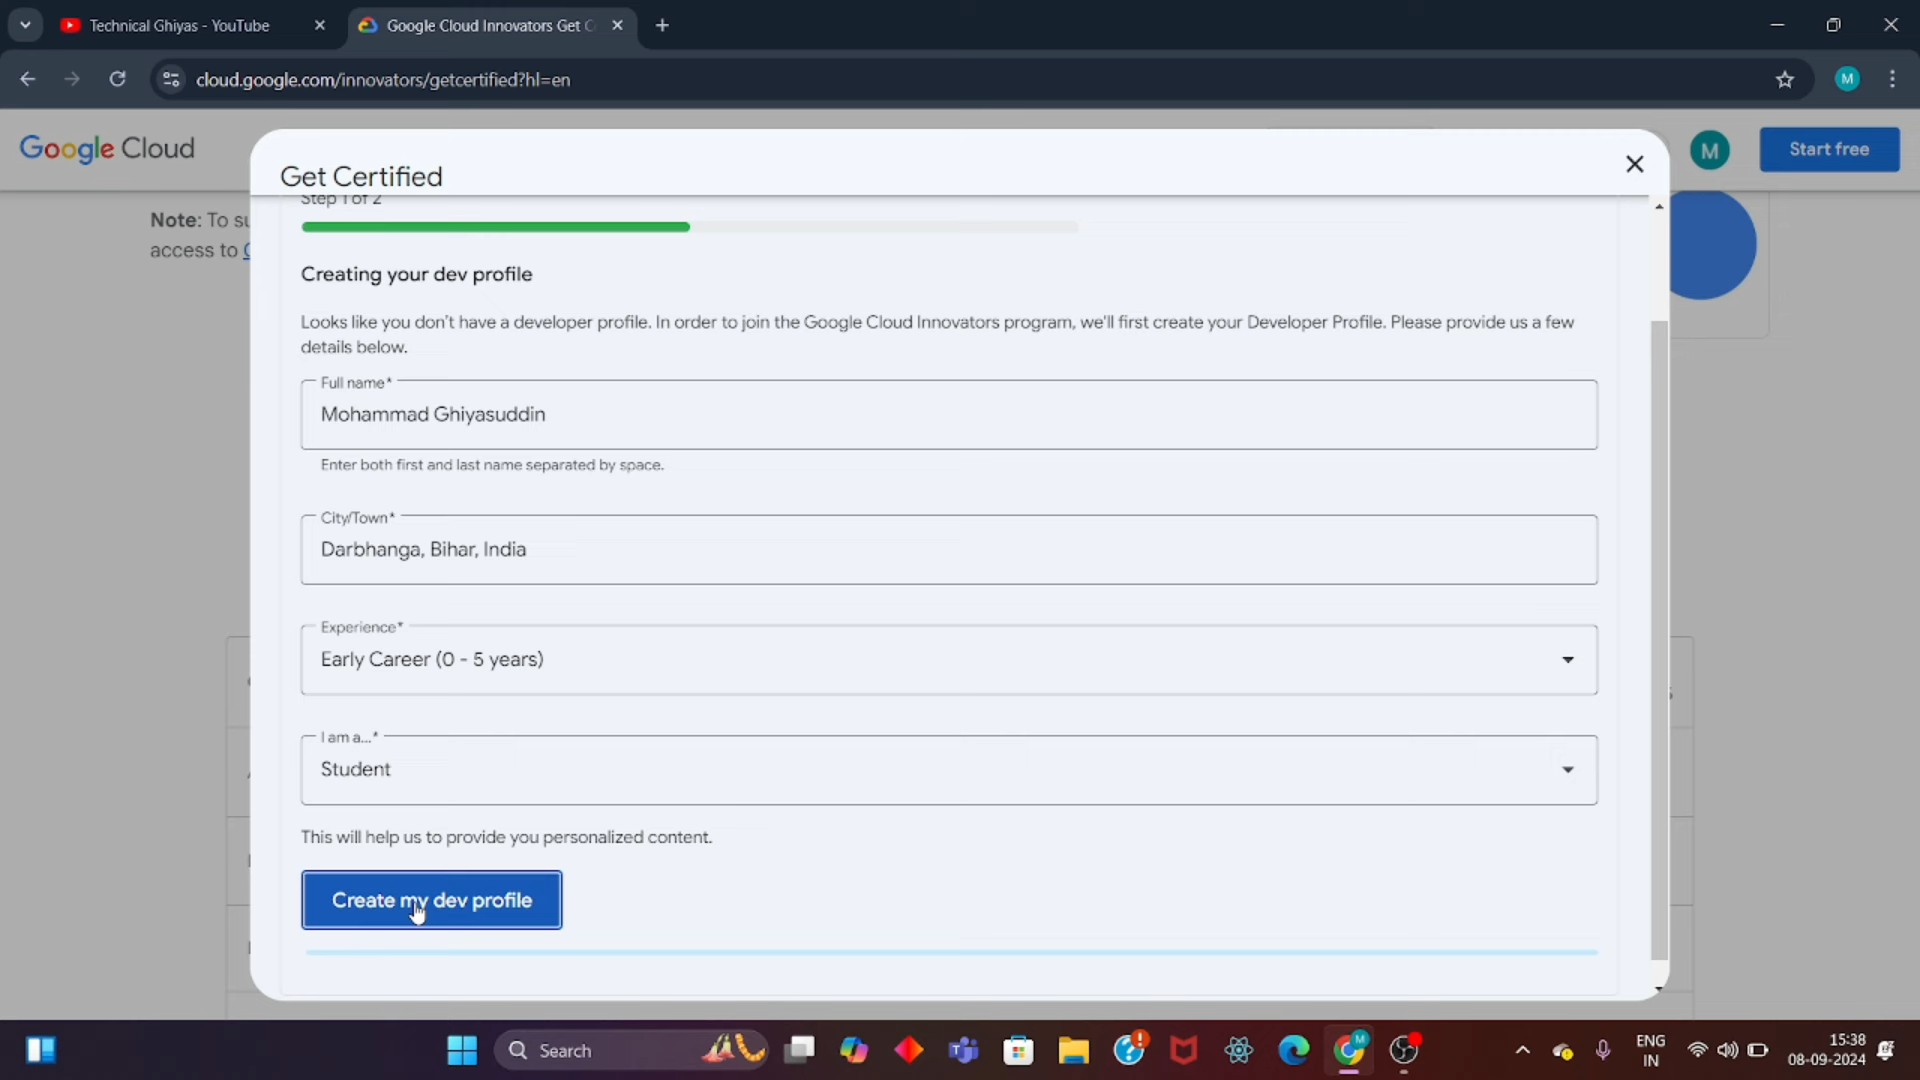 Technical Ghiyas - YouTube
Google Cloud Innovators Get C
cloud.google.com/innovators/getcertified?hl=en
M
Google Cloud
M
Start free
Get Certified
Note: To su
access to
Step 1 of 2
Creating your dev profile
Looks like you don't have a developer profile. In order to join the Google Cloud Innovators program, we'll first create your Developer Profile. Please provide us a few
details below.
Full name*
Mohammad Ghiyasuddin
Enter both first and last name separated by space.
City/Town*
Darbhanga, Bihar, India
Experience*
Early Career (0 - 5 years)
I am a...*
Student
This will help us to provide you personalized content.
Create my dev profile
Search
ENG
IN
15:38
08-09-2024